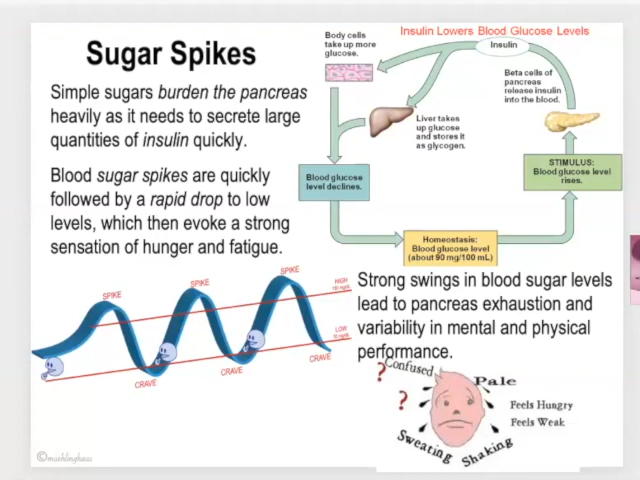 Sugar Spikes
Simple sugars burden the pancreas
heavily as it needs to secrete large
quantities of insulin quickly.
Blood sugar spikes are quickly
followed by a rapid drop to low
levels, which then evoke a strong
sensation of hunger and fatigue.
Insulin Lowers Blood Glucose Levels
Body cells
take up more
glucose.
Insulin
Beta cells of
pancreas
release insulin
into the blood.
Liver takes
up glucose
and stores it
as glycogen.
Blood glucose
level declines.
STIMULUS:
Blood glucose level
rises.
Homeostasis:
Blood glucose level
(about 90 mg/100 mL)
SPIKE
SPIKE
SPIKE
HIGH
LOW
CRAVE
CRAVE
CRAVE
Strong swings in blood sugar levels
lead to pancreas exhaustion and
variability in mental and physical
performance.
? Confused
?
Pale
Feels Hungry
Feels Weak
Sweating
Shaking